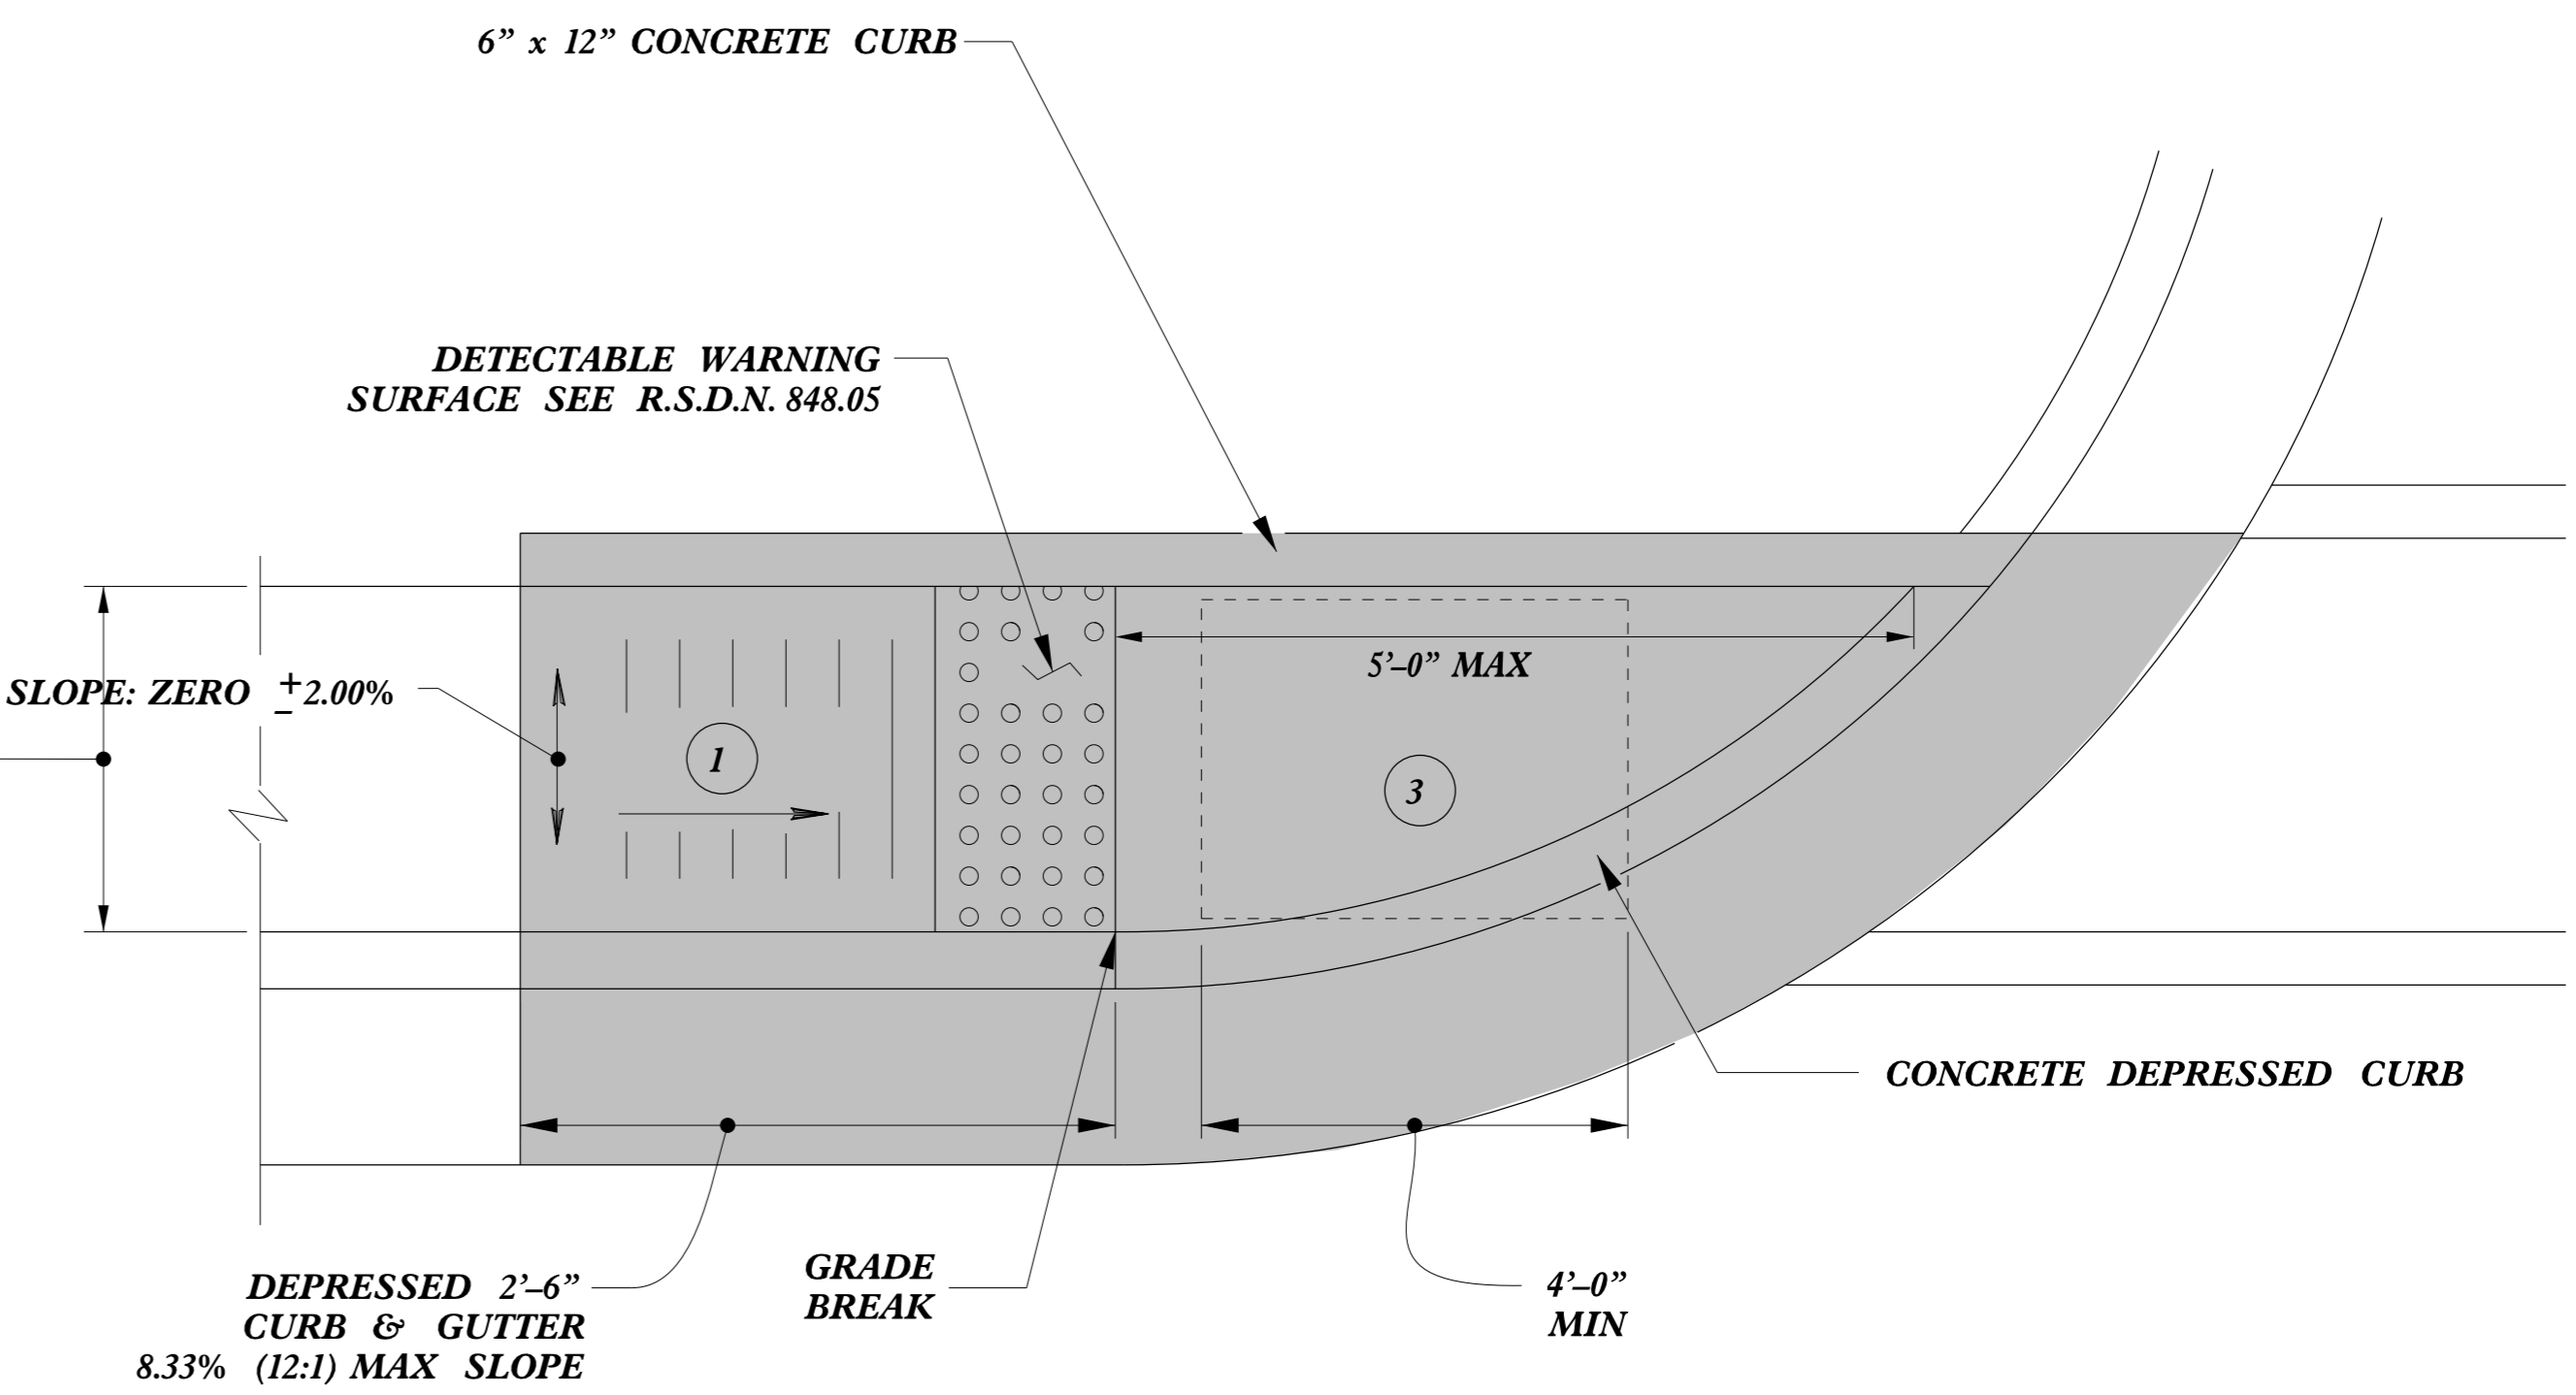 6” x 12” CONCRETE CURB
DETECTABLE WARNING
SURFACE SEE R.S.D.N. 848.05
5’–0” MAX
SLOPE: ZERO ±2.00%
1
3
CONCRETE DEPRESSED CURB
GRADE
BREAK
DEPRESSED 2’–6”
CURB & GUTTER
8.33% (12:1) MAX SLOPE
4’–0”
MIN